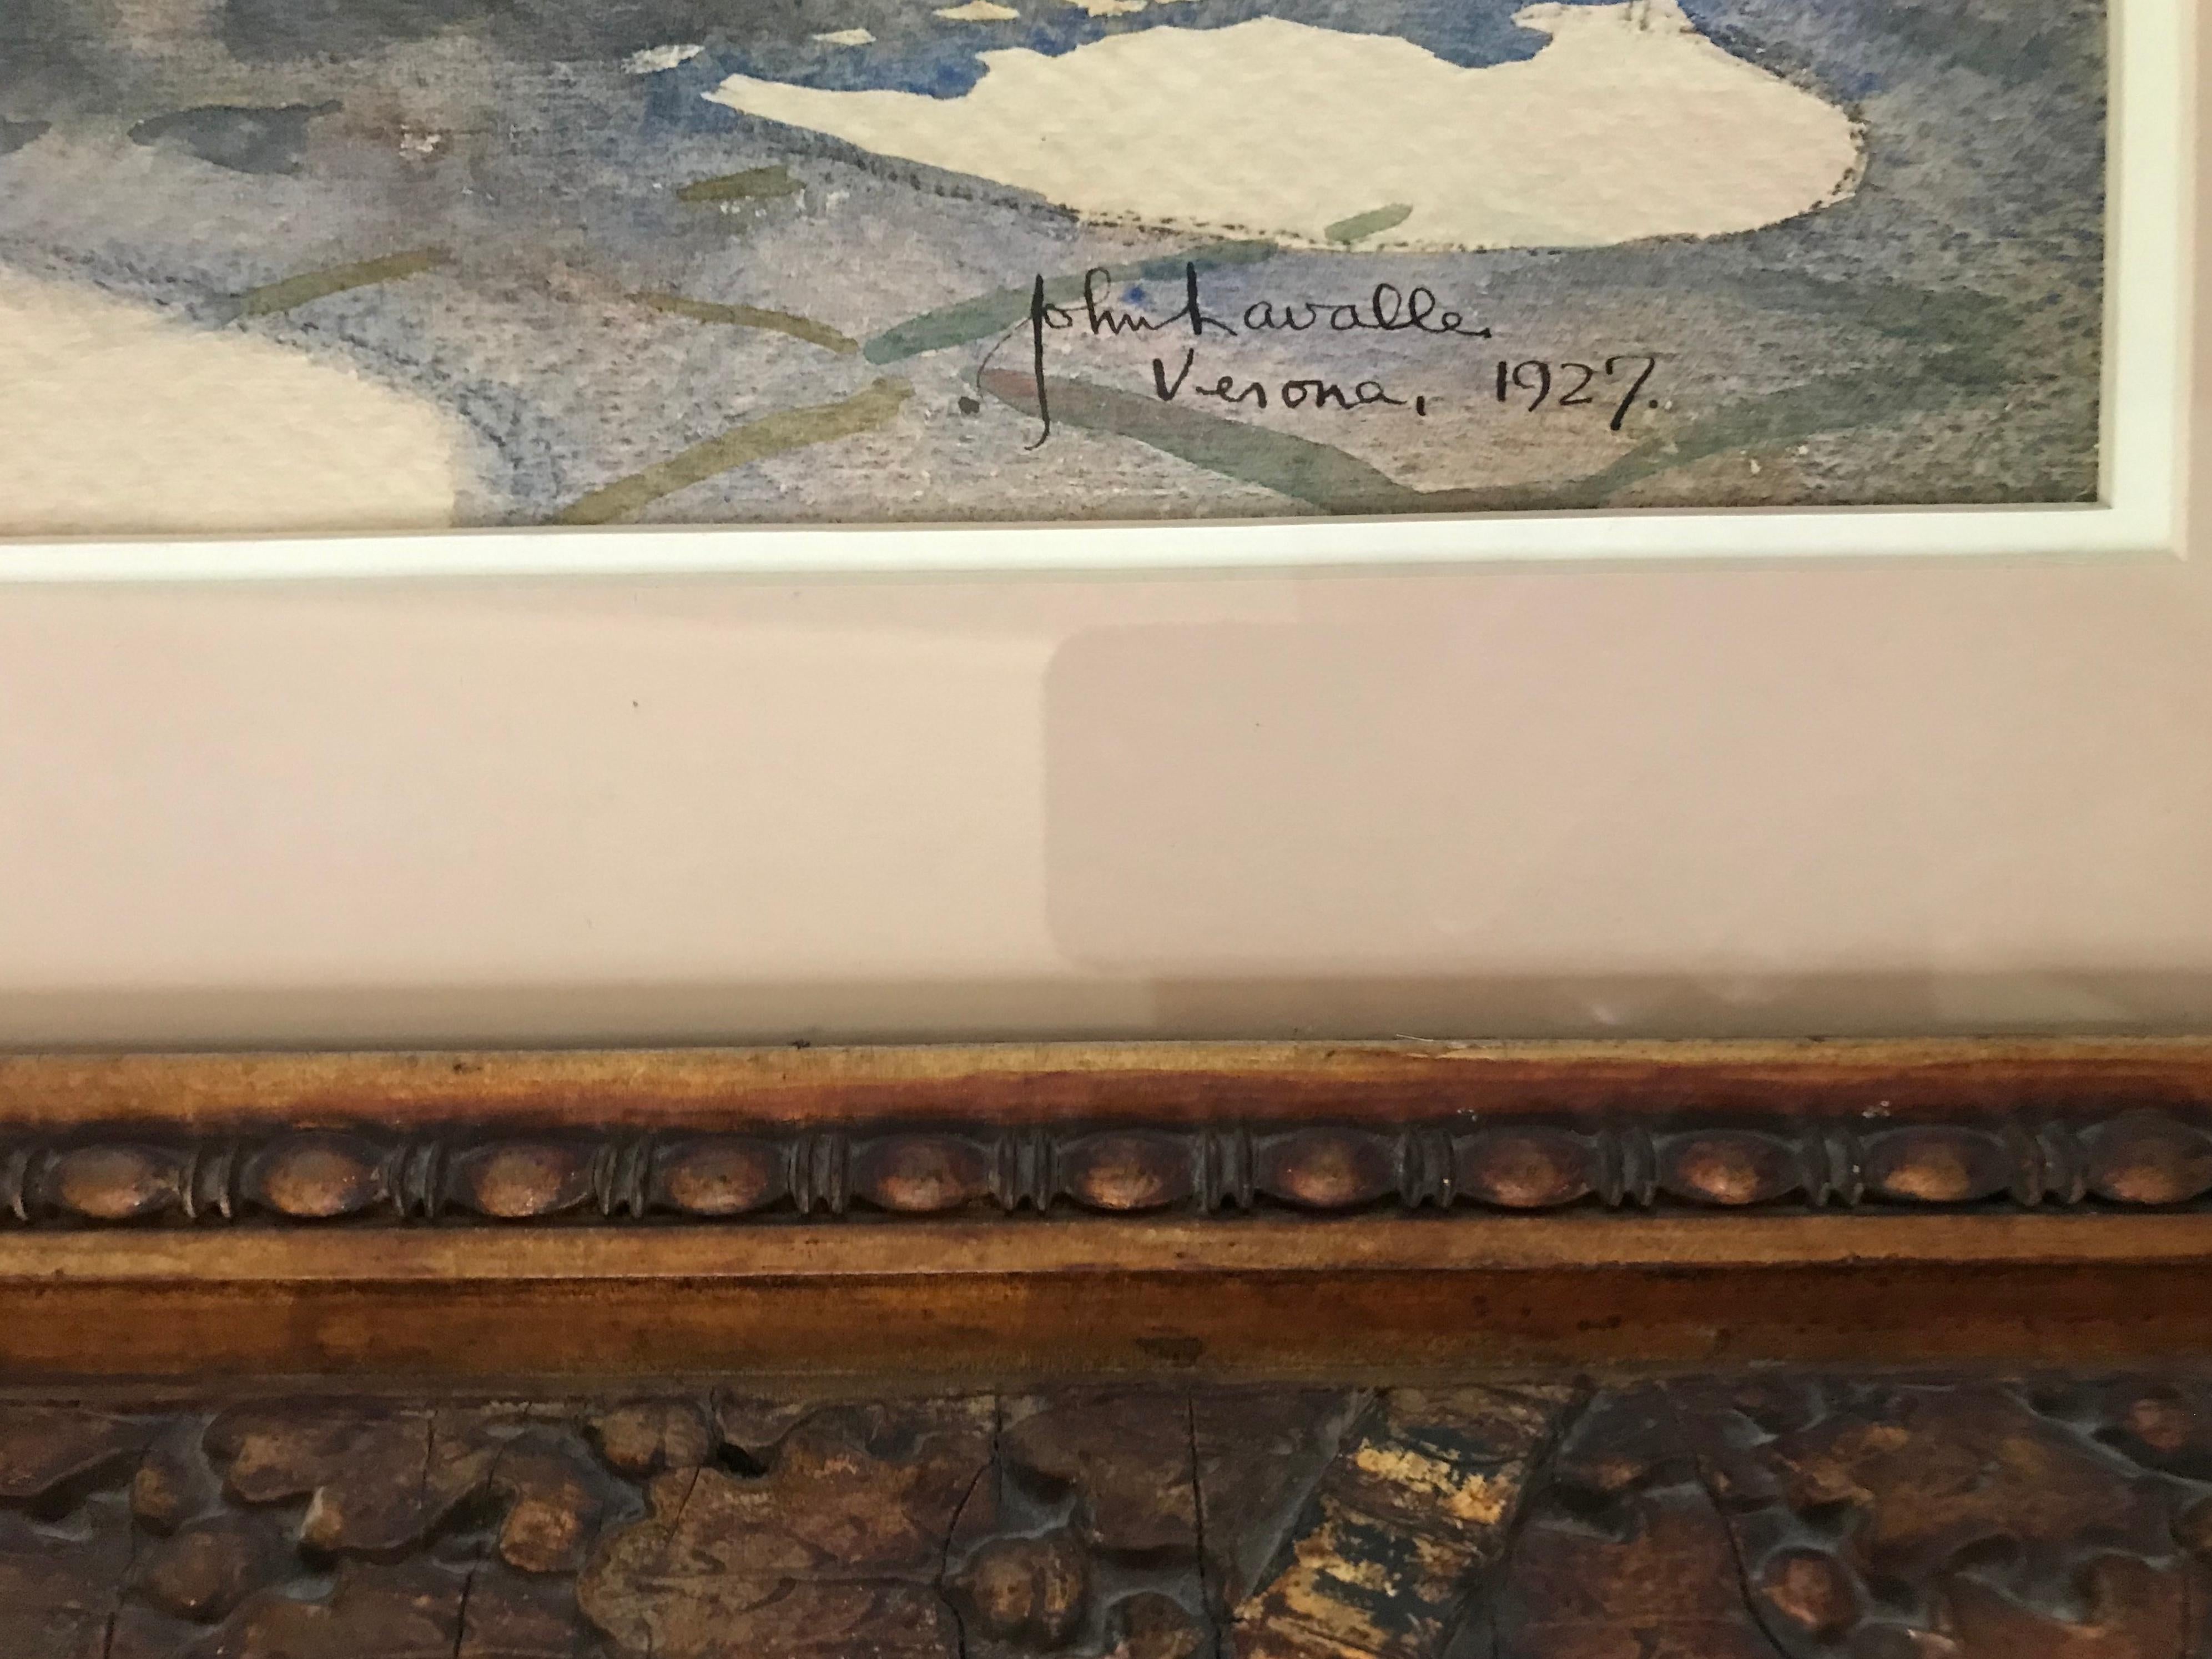 John Lavalle.
Verona, 1927.